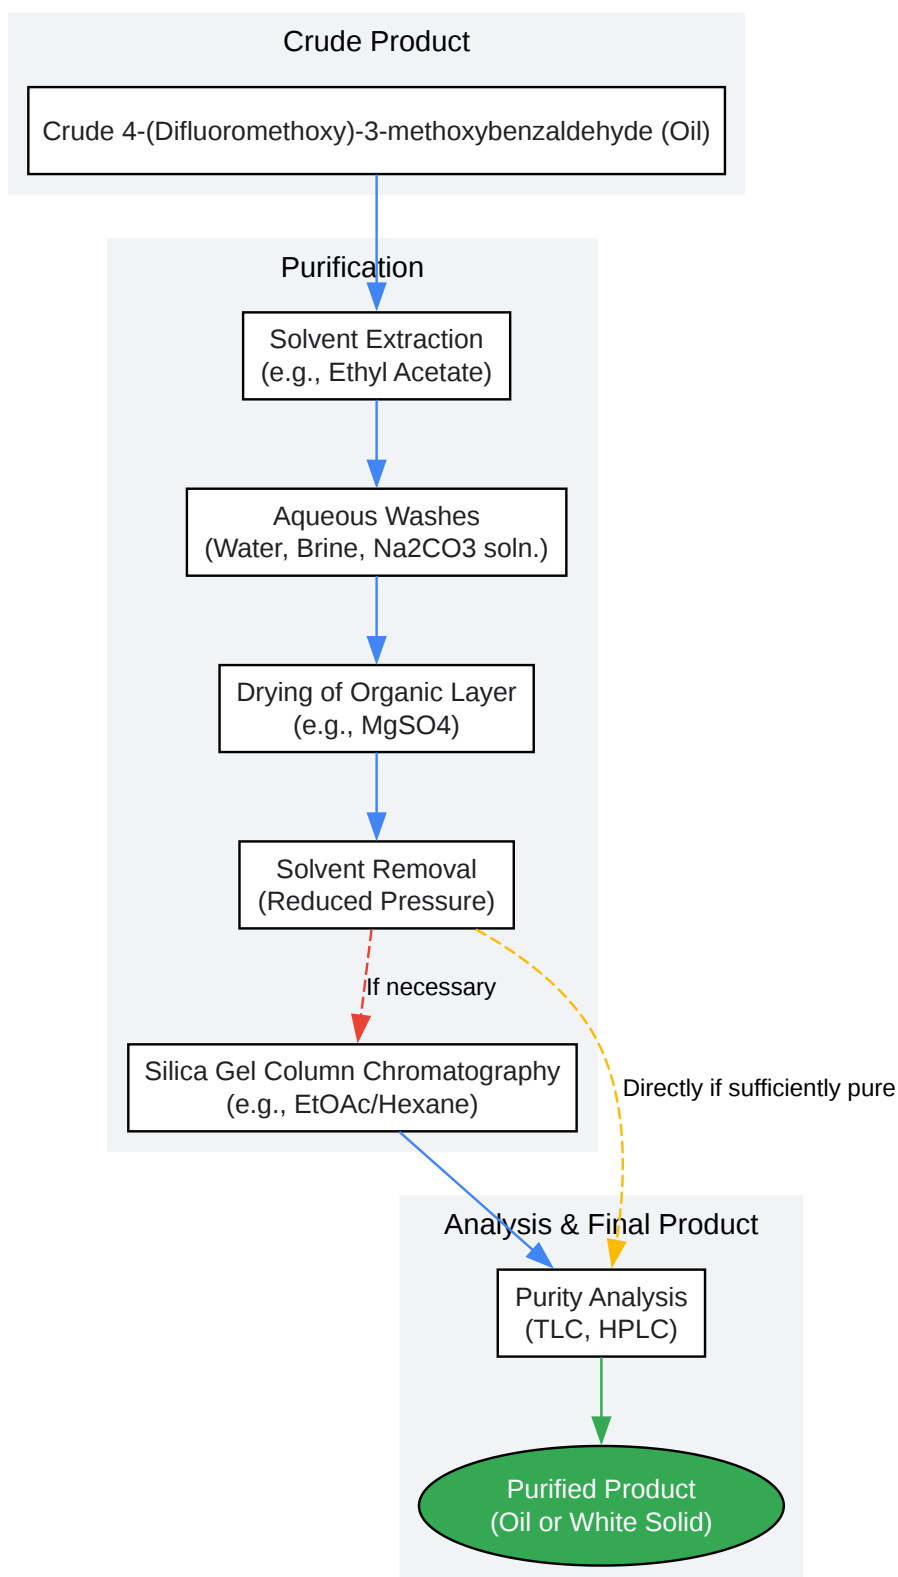 Crude Product
Crude 4-(Difluoromethoxy)-3-methoxybenzaldehyde (Oil)
Purification
Solvent Extraction
(e.g., Ethyl Acetate)
Aqueous Washes
(Water, Brine, Na2CO3 soln.)
Drying of Organic Layer
(e.g., MgSO4)
Solvent Removal
(Reduced Pressure)
If necessary
Silica Gel Column Chromatography
(e.g., EtOAc/Hexane)
Directly if sufficiently pure
Analysis & Final Product
Purity Analysis
(TLC, HPLC)
Purified Product
(Oil or White Solid)